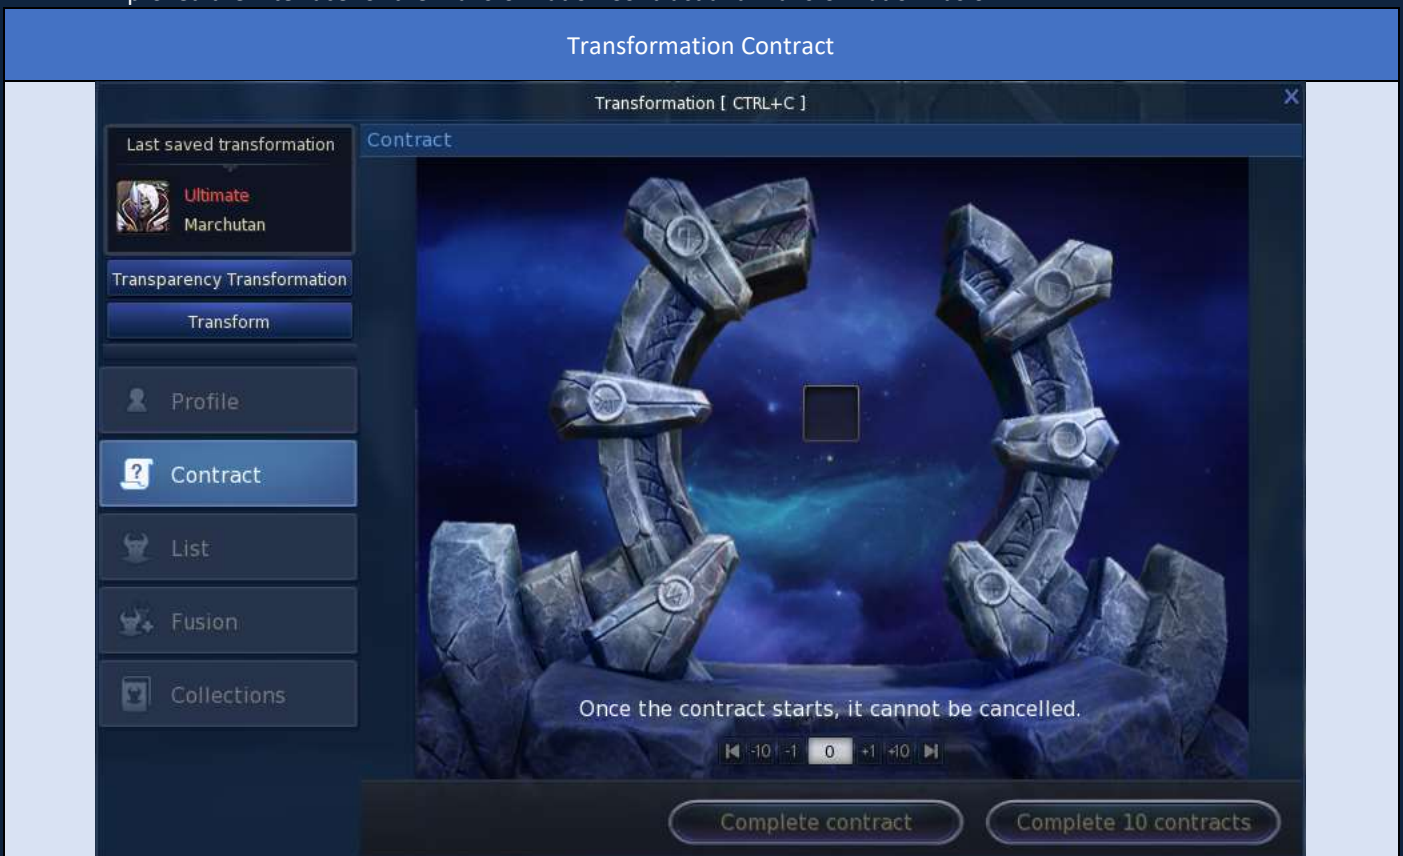 Transformation Contract
Transformation [ CTRL+C ]
X
Last saved transformation
Ultimate
Marchutan
Transparency Transformation
Transform
Profile
Contract
List
Fusion
Collections
Contract
Once the contract starts, it cannot be cancelled.
-10 -1 0 +1 +10
Complete contract
Complete 10 contracts